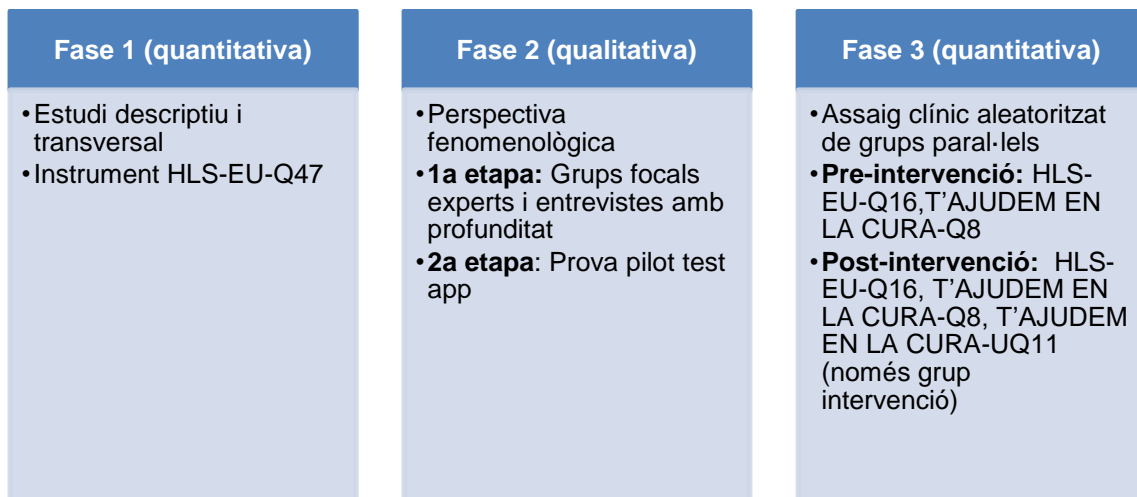 Fase 1 (quantitativa)
•Estudi descriptiu i
transversal
•Instrument HLS-EU-Q47
Fase 2 (qualitativa)
•Perspectiva
fenomenològica
•1a etapa: Grups focals
experts i entrevistes amb
profunditat
•2a etapa: Prova pilot test
app
Fase 3 (quantitativa)
•Assaig clínic aleatoritzat
de grups paral·lels
•Pre-intervenció: HLS-
EU-Q16,T’AJUDEM EN
LA CURA-Q8
•Post-intervenció: HLS-
EU-Q16, T’AJUDEM EN
LA CURA-Q8, T’AJUDEM
EN LA CURA-UQ11
(només grup
intervenció)